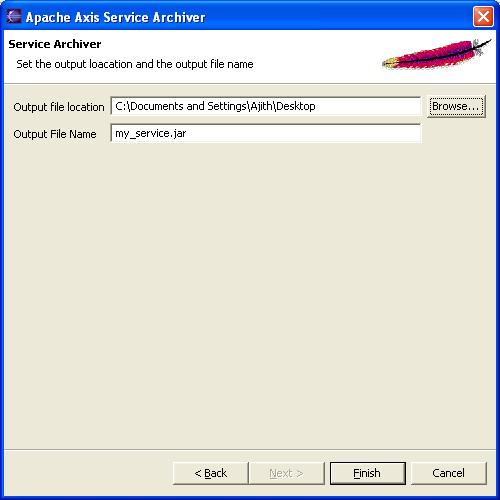 Apache Axis Service Archiver
Service Archiver
Set the output loacation and the output file name
Output file location C:\Documents and Settings\Ajith\Desktop Browse...
Output File Name my_service.jar
< Back Next > Finish Cancel